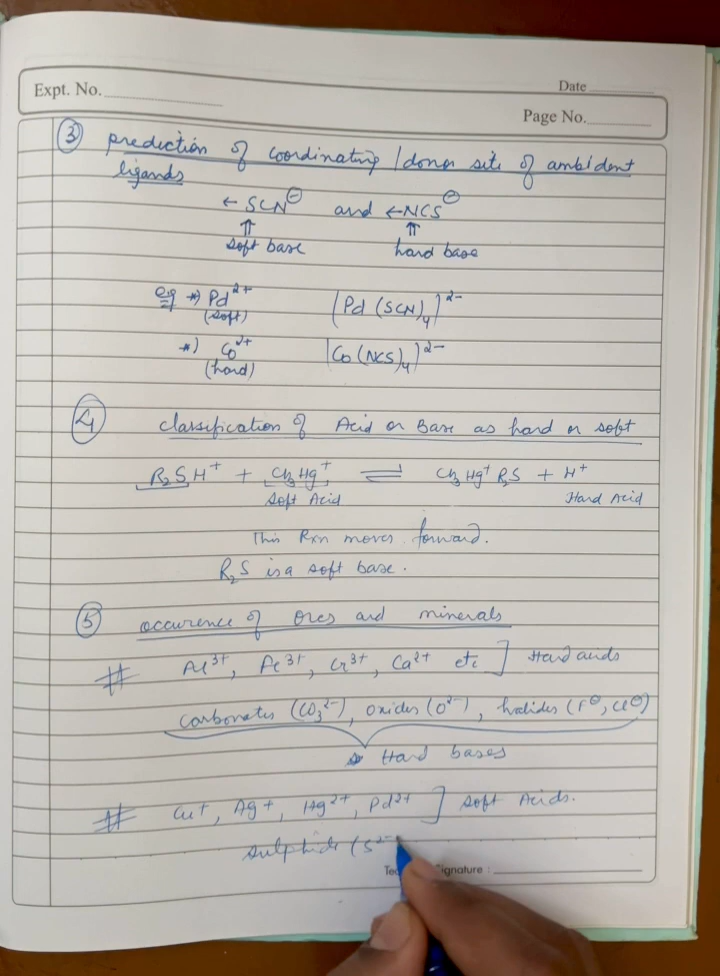 Expt. No.
Date
Page No.
③ prediction of coordinating / donor site of ambident
ligands
← SCN⊖ and ←NCS⊖
⇑ ⇑
soft base hard base
eg *) Pd²⁺ [Pd (SCN)₄]²⁻
(soft)
*) Co²⁺ [Co (NCS)₄]²⁻
(hard)
④ classification of Acid or Base as hard or soft
R₂SH⁺ + CH₃Hg⁺ ⇌ CH₃Hg⁺R₂S + H⁺
Soft Acid Hard Acid
This Rxn moves forward.
R₂S is a soft base.
⑤ occurence of ores and minerals
# Al³⁺, Fe³⁺, Cr³⁺, Ca²⁺ etc ] Hard acids
carbonates (CO₃²⁻), oxides (O²⁻), halides (F⊖, Cl⊖)
Hard bases
# Cu⁺, Ag⁺, Hg²⁺, Pd²⁺ ] soft Acids.
sulphide (S²⁻
ignature :